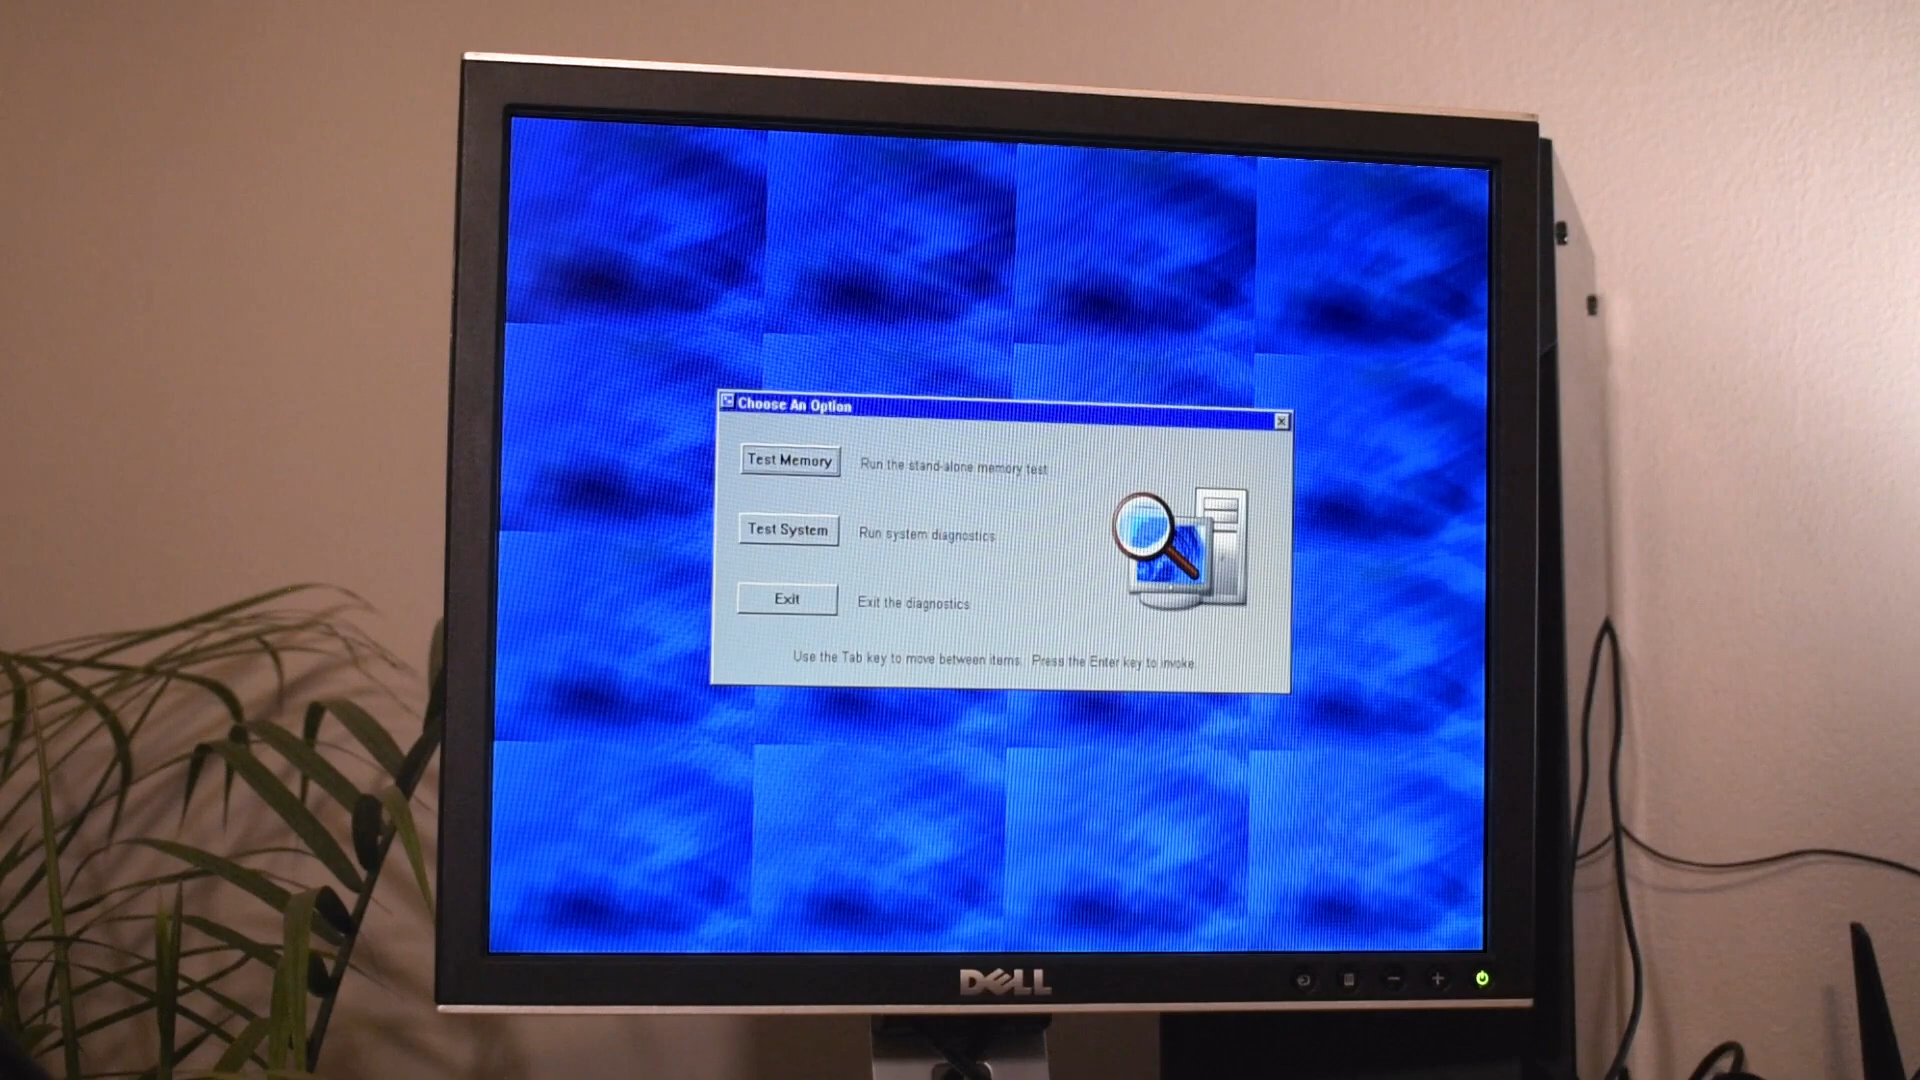 Choose An Option
Test Memory Run the stand-alone memory test
Test System Run system diagnostics
Exit Exit the diagnostics
Use the Tab key to move between items. Press the Enter key to invoke.
DELL